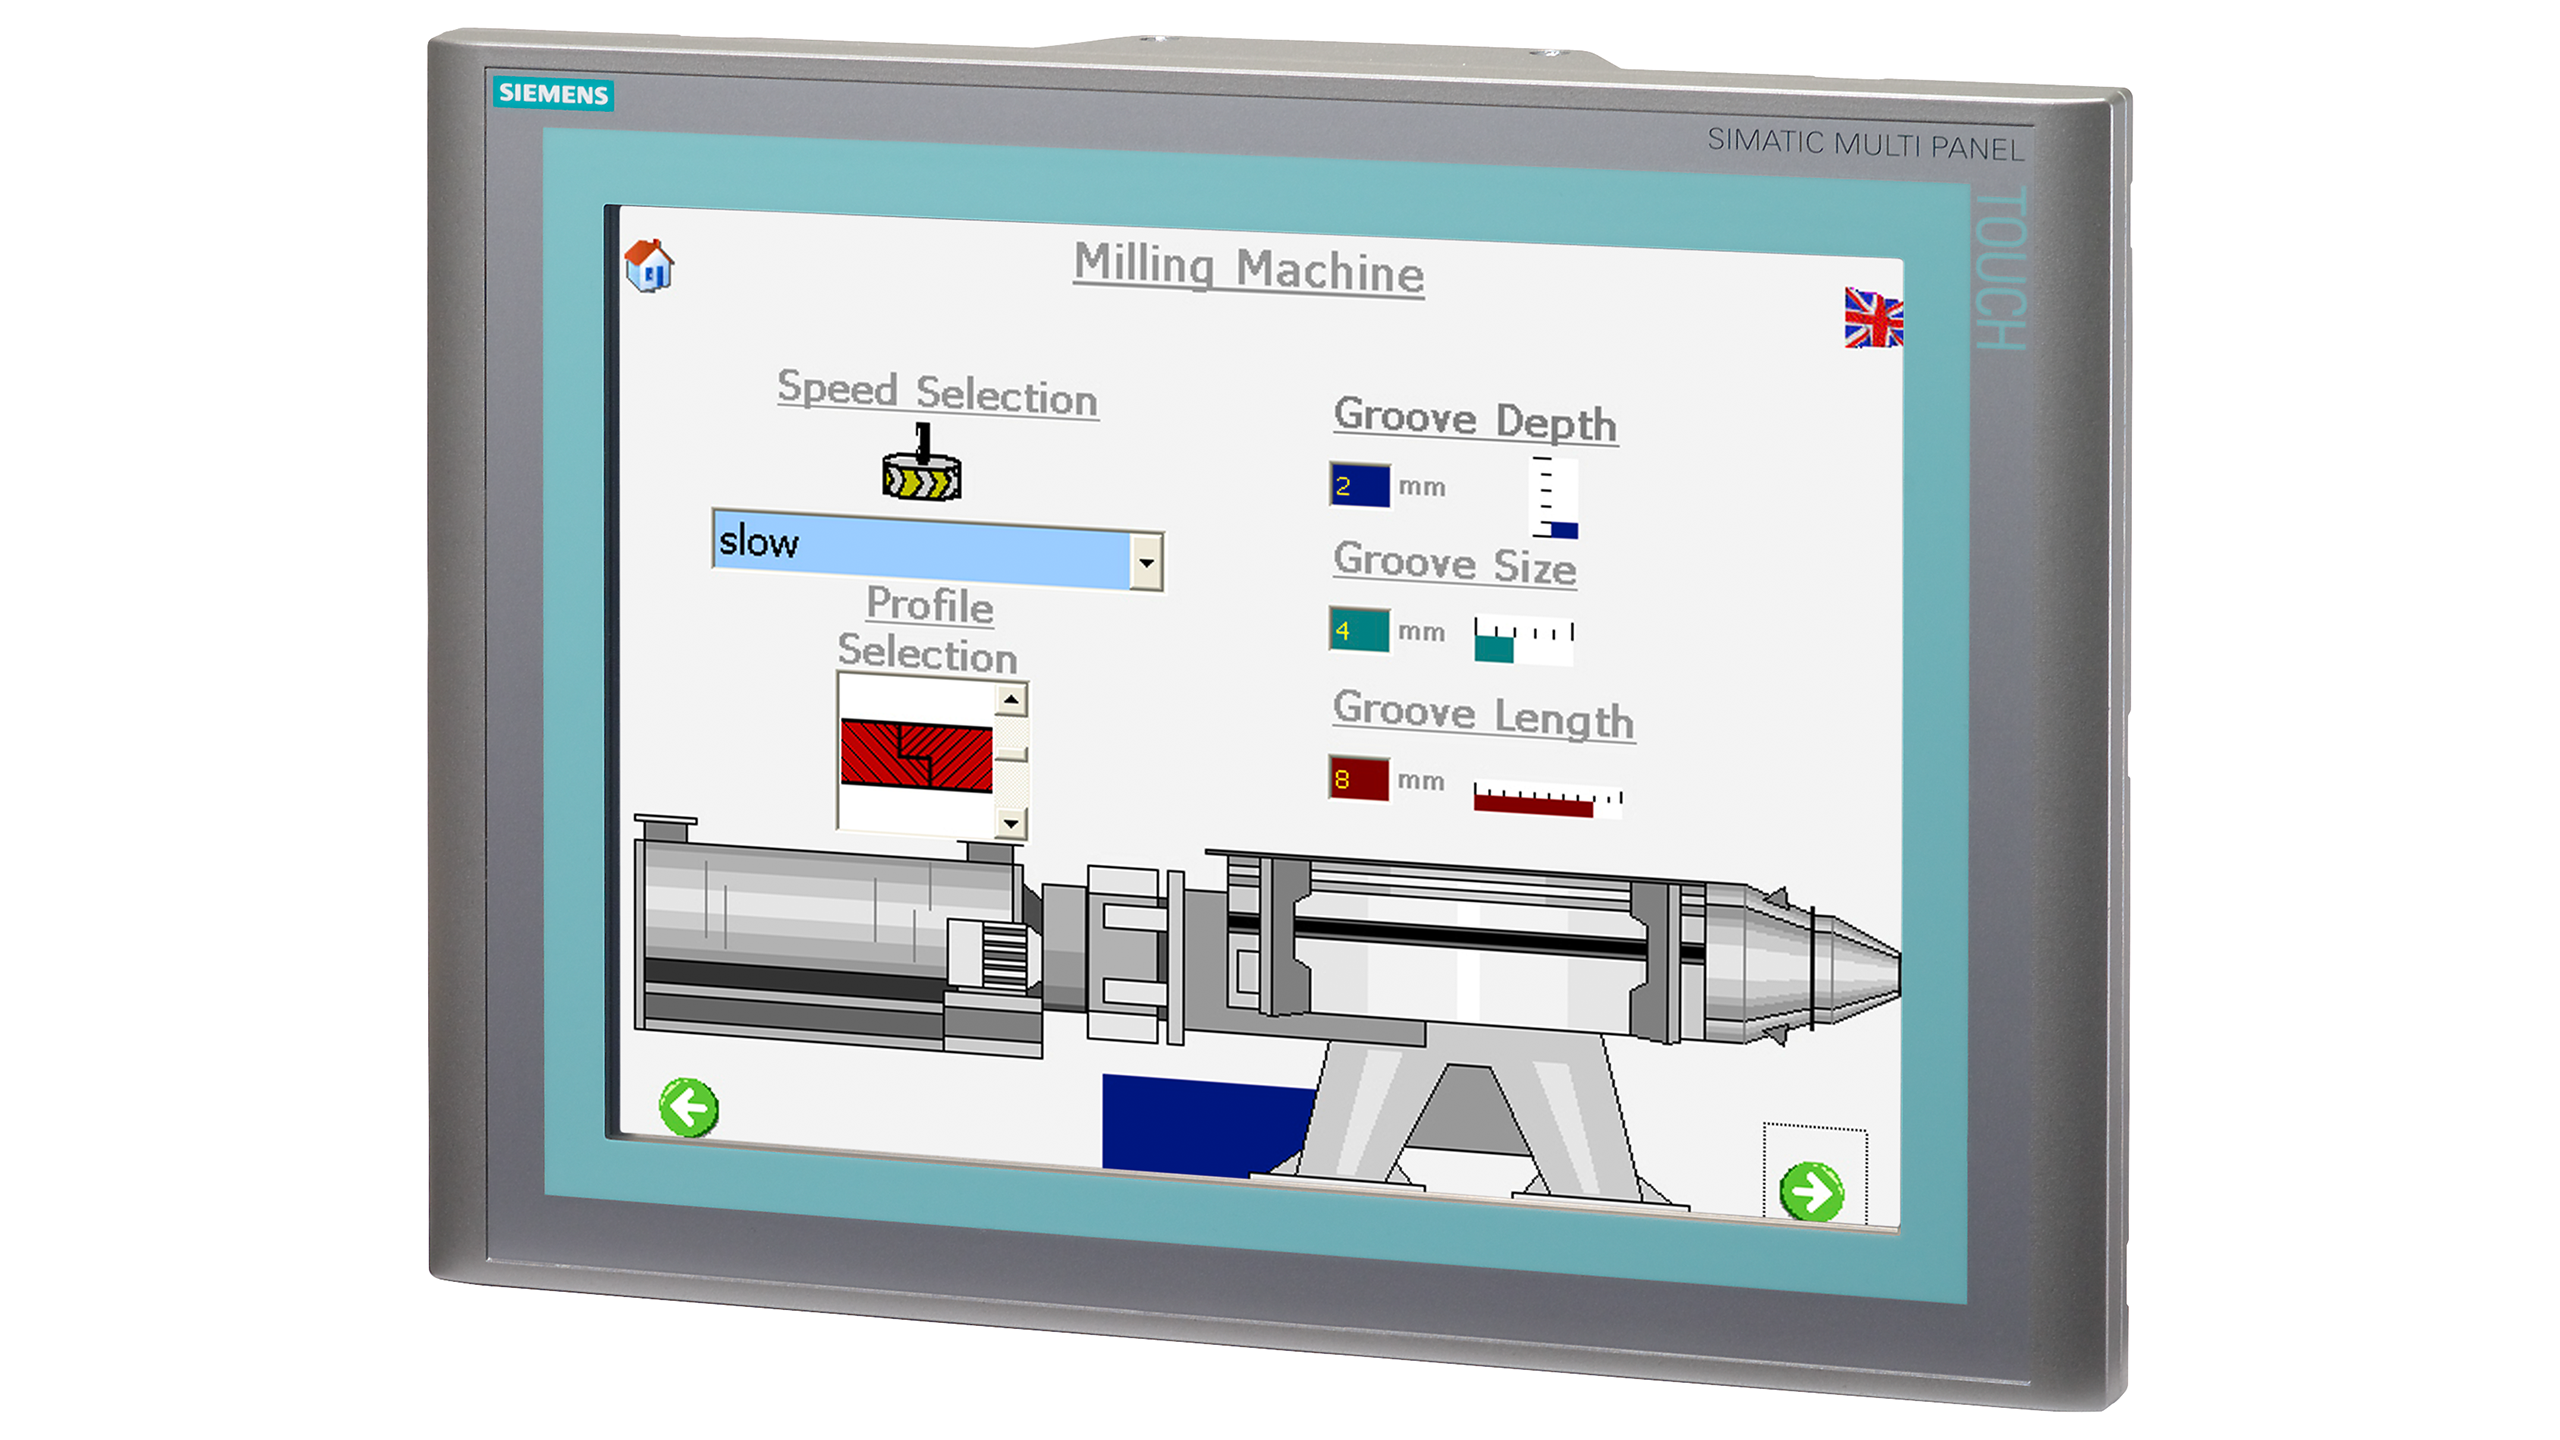 SIEMENS
SIMATIC MULTI PANEL
TOUCH
Milling Machine
Speed Selection
slow
Profile
Selection
Groove Depth
2 mm
Groove Size
4 mm
Groove Length
8 mm